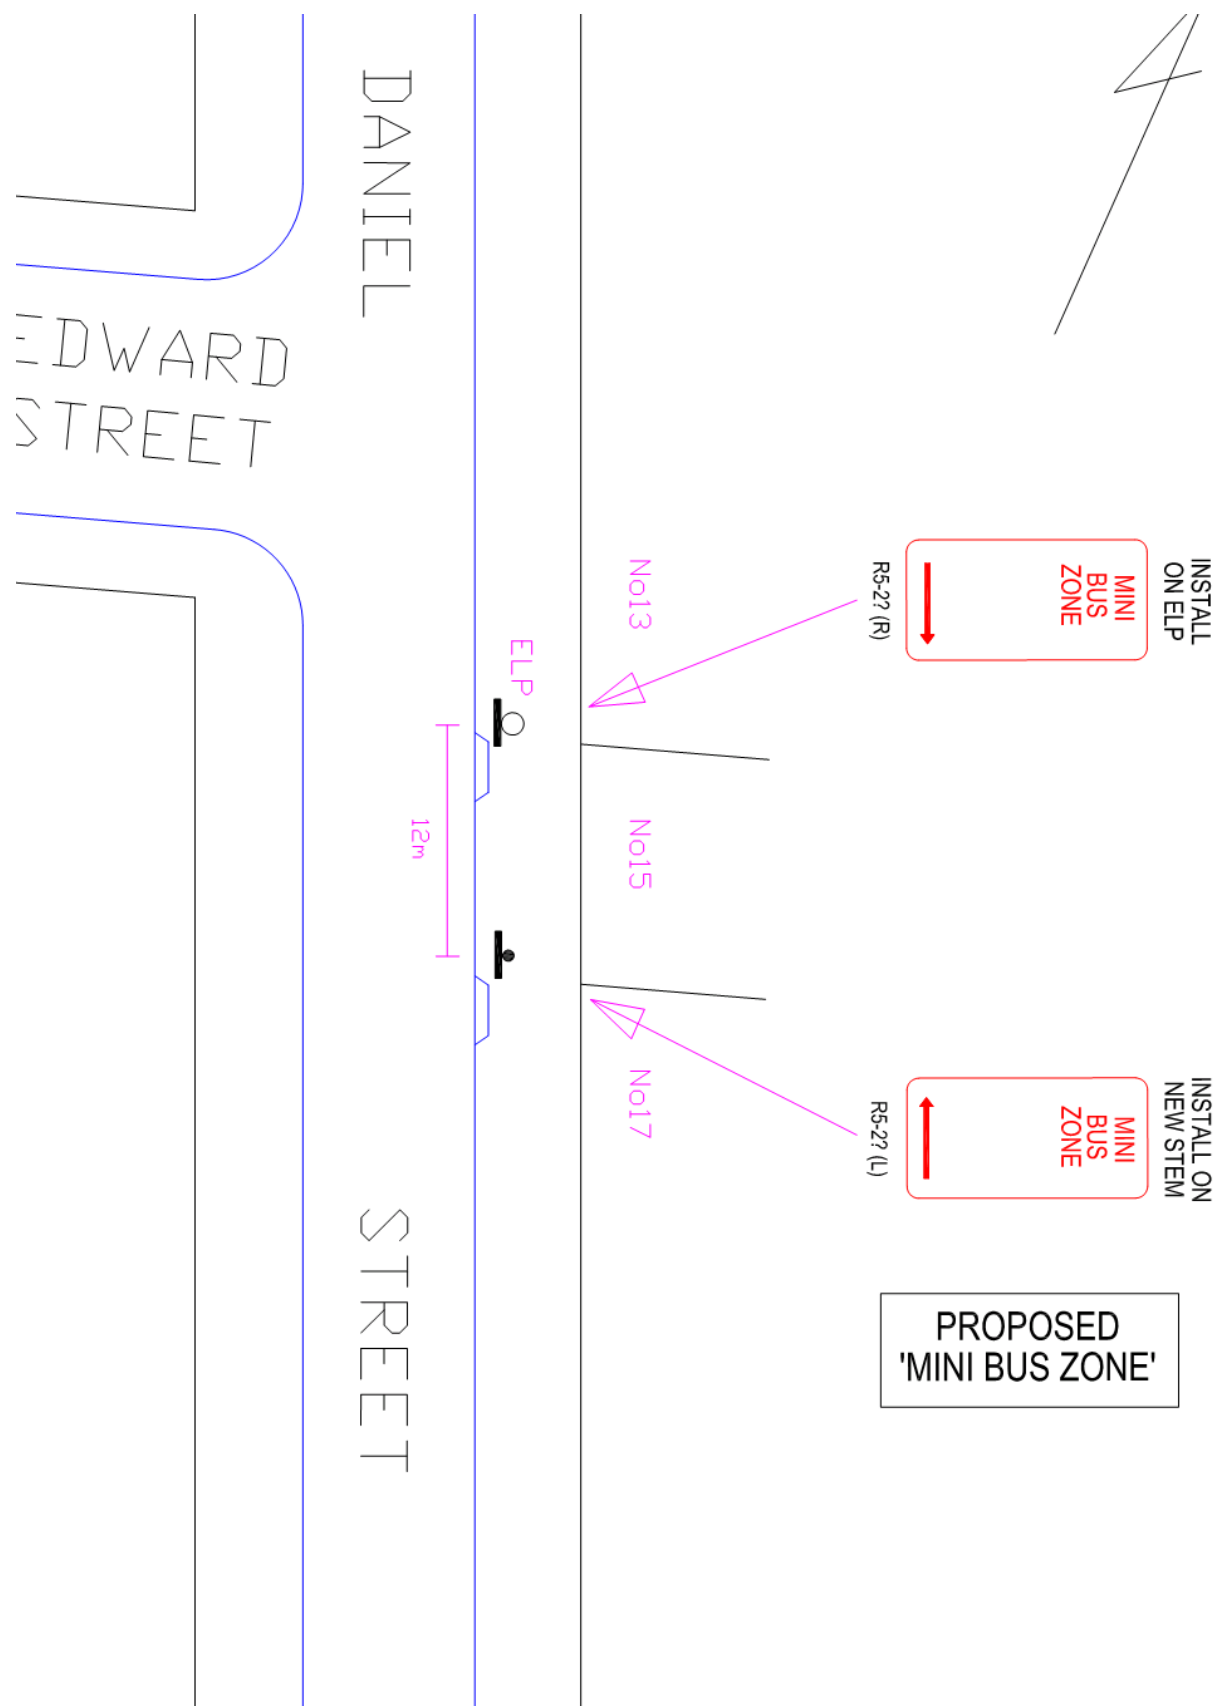 DANIEL STREET
EDWARD
STREET
INSTALL
ON ELP
MINI
BUS
ZONE
R5-2? (R)
No13
ELP
No15
12m
No17
INSTALL ON
NEW STEM
MINI
BUS
ZONE
R5-2? (L)
PROPOSED
'MINI BUS ZONE'